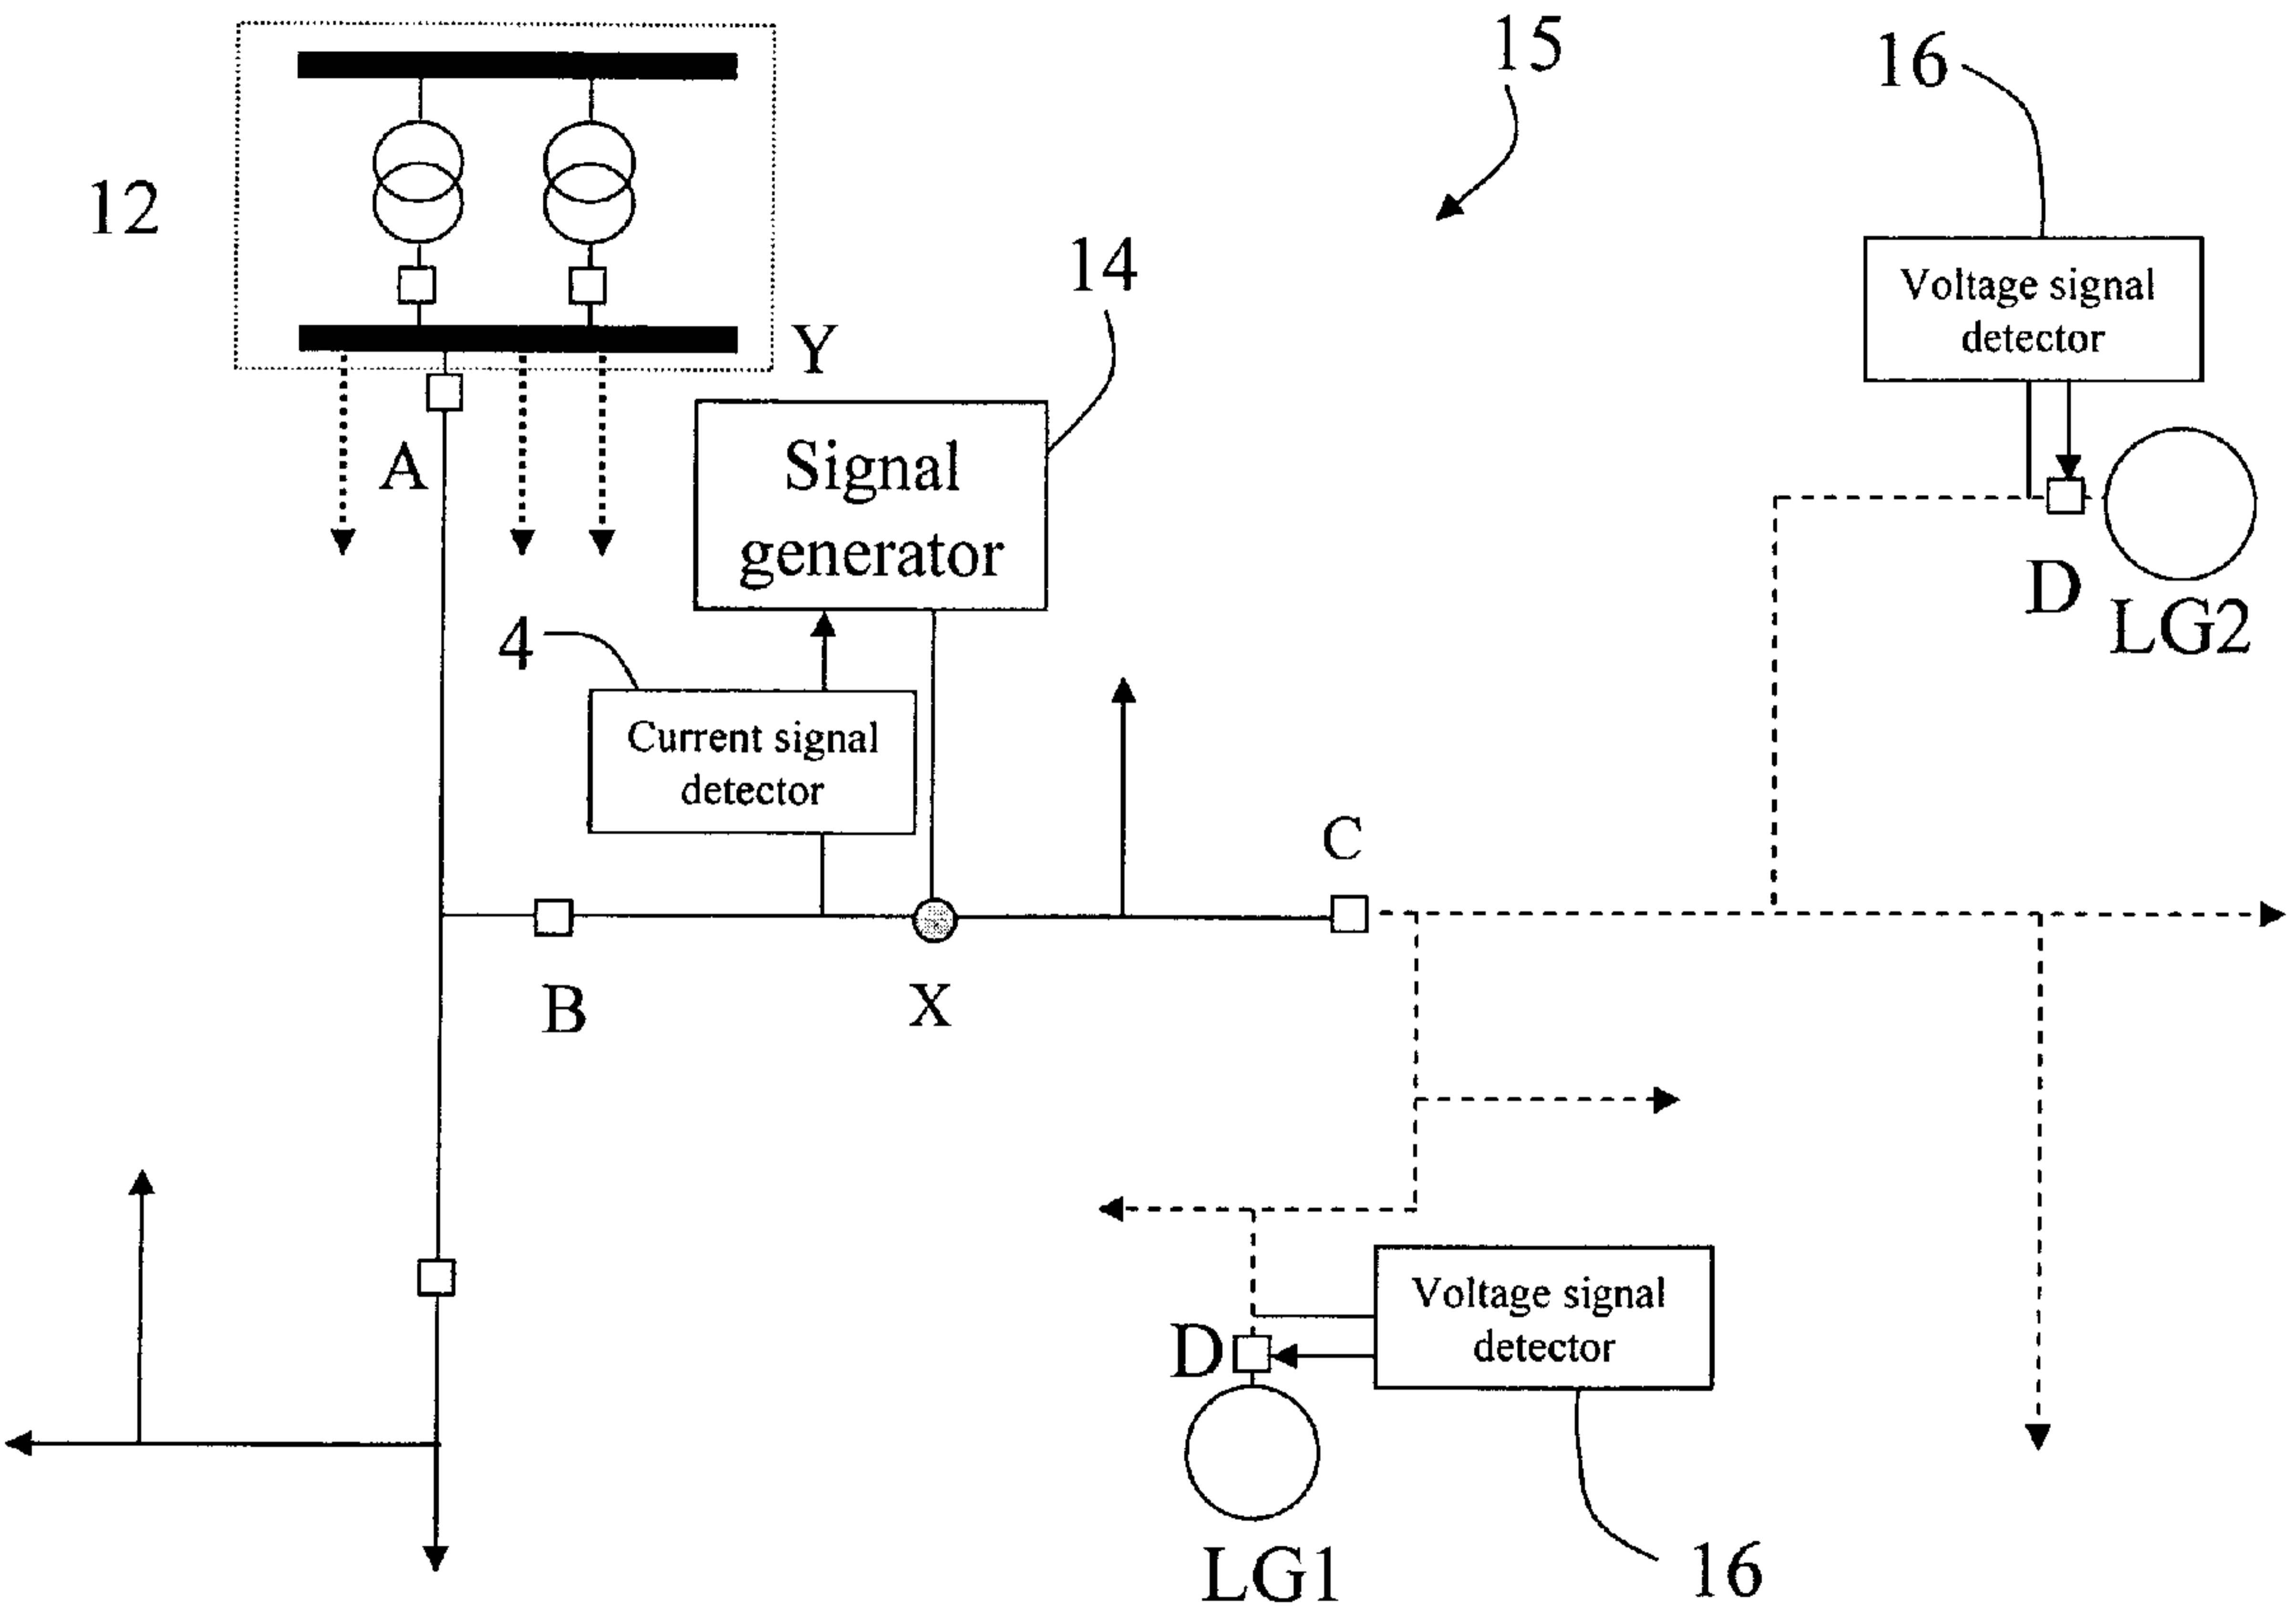 15
16
12
14
Voltage signal
detector
Y
A
Signal
generator
D
LG2
4
Current signal
detector
C
B
X
Voltage signal
detector
D
LG1
16